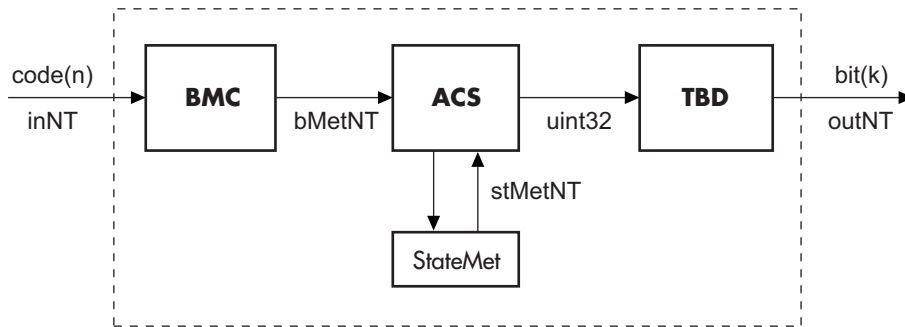 code(n)
inNT
BMC
bMetNT
ACS
uint32
TBD
bit(k)
outNT
stMetNT
StateMet